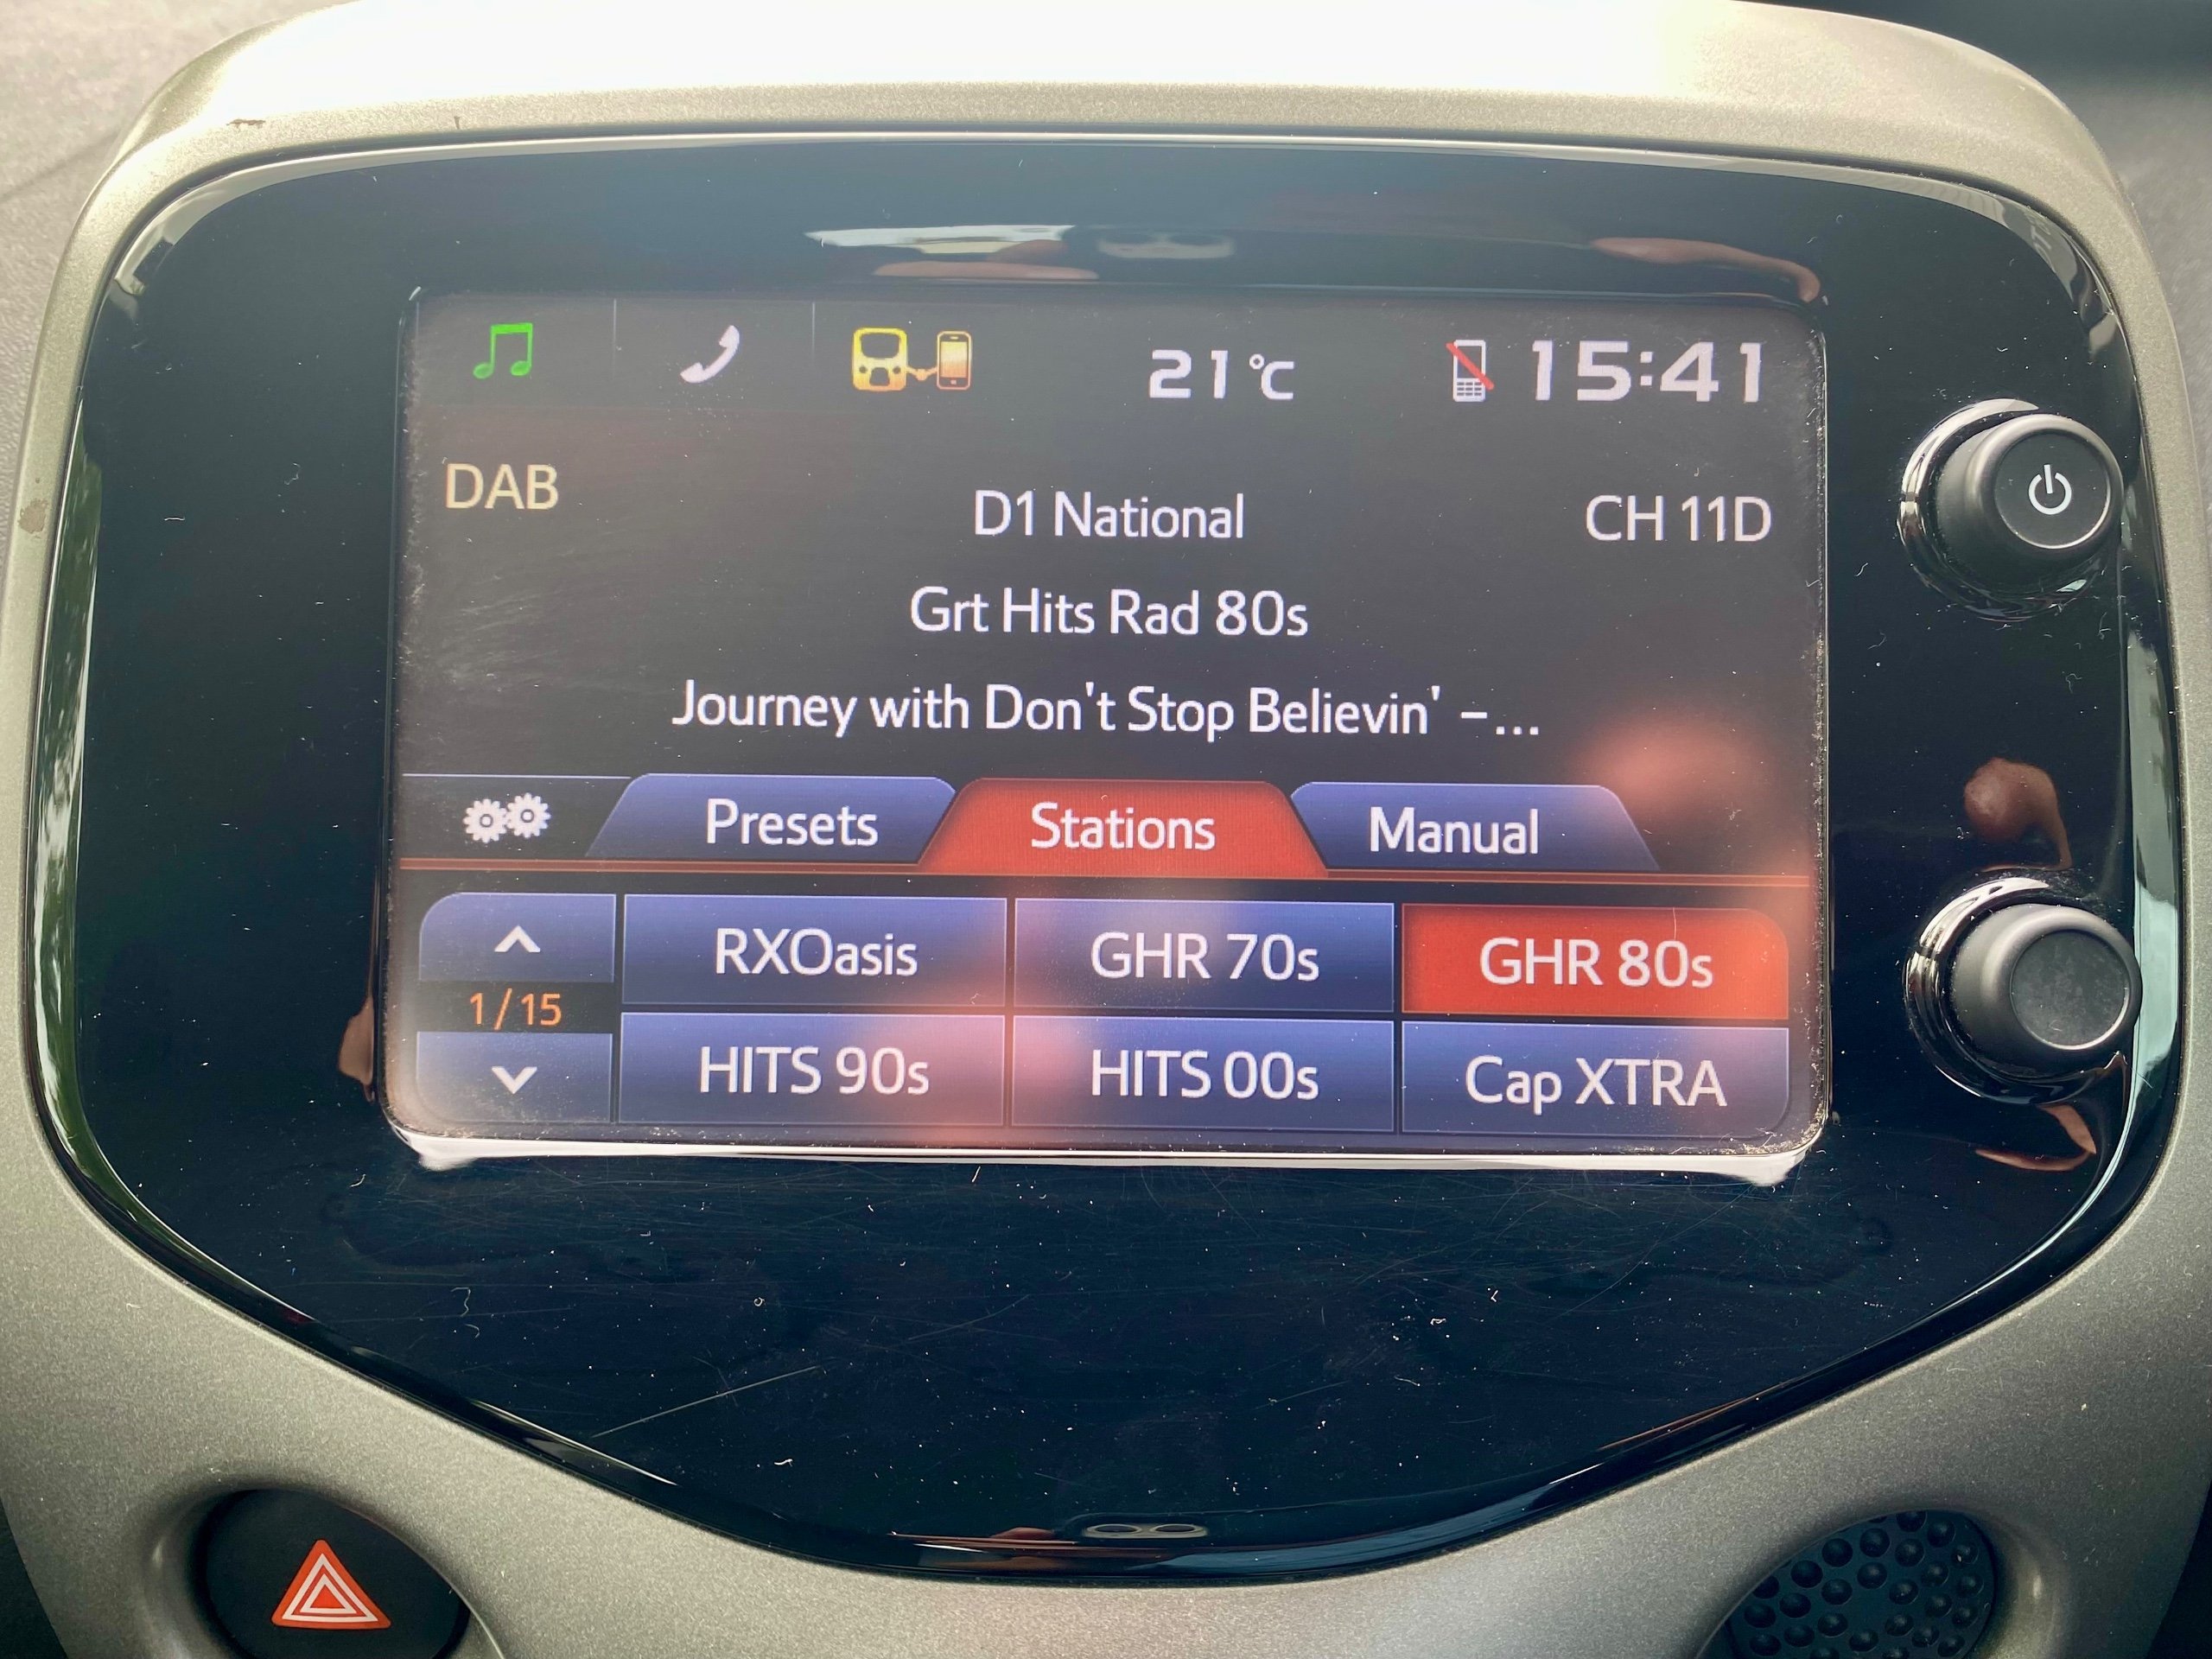 21°C 15:41
DAB D1 National CH 11D
Grt Hits Rad 80s
Journey with Don't Stop Believin' –...
Presets Stations Manual
RXOasis GHR 70s GHR 80s
1/15
HITS 90s HITS 00s Cap XTRA